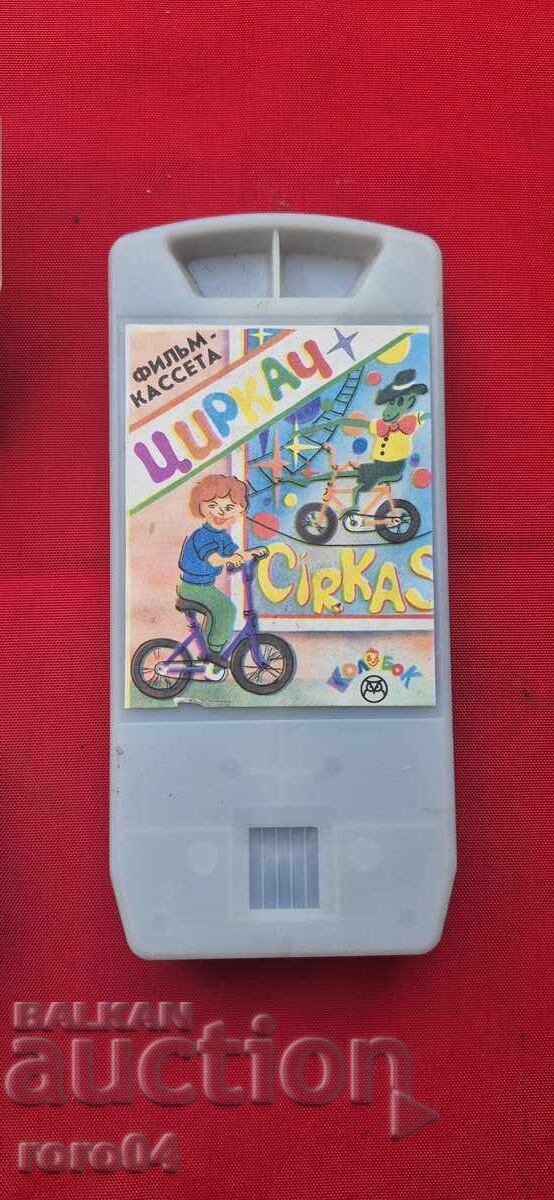 ФИЛЬМ-
КАССЕТА
ЦИРКАЧ
CIRKAS
КОЛОБОК
BALKAN
auction
roro04